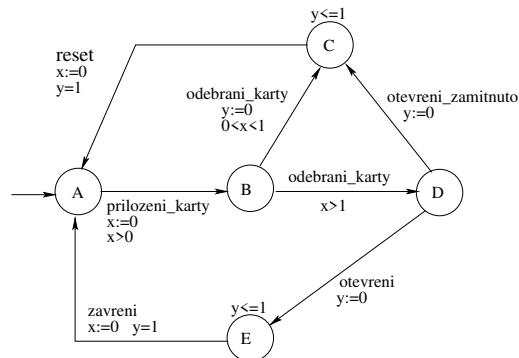 y<=1
C
reset
x:=0
y=1
odebrani_karty
y:=0
0<x<1
otevreni_zamitnuto
y:=0
A
prilozeni_karty
x:=0
x>0
B
odebrani_karty
x>1
D
otevreni
y:=0
zavreni
x:=0 y=1
y<=1
E